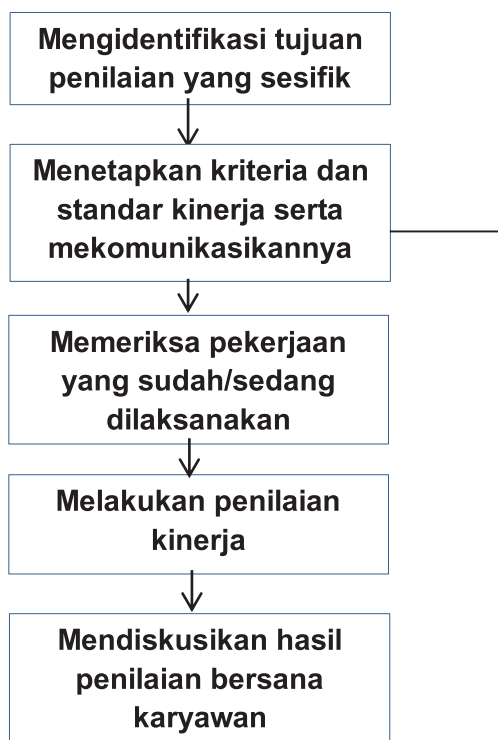 Mengidentifikasi tujuan
penilaian yang sesifik
Menetapkan kriteria dan
standar kinerja serta
mekomunikasikannya
Memeriksa pekerjaan
yang sudah/sedang
dilaksanakan
Melakukan penilaian
kinerja
Mendiskusikan hasil
penilaian bersana
karyawan